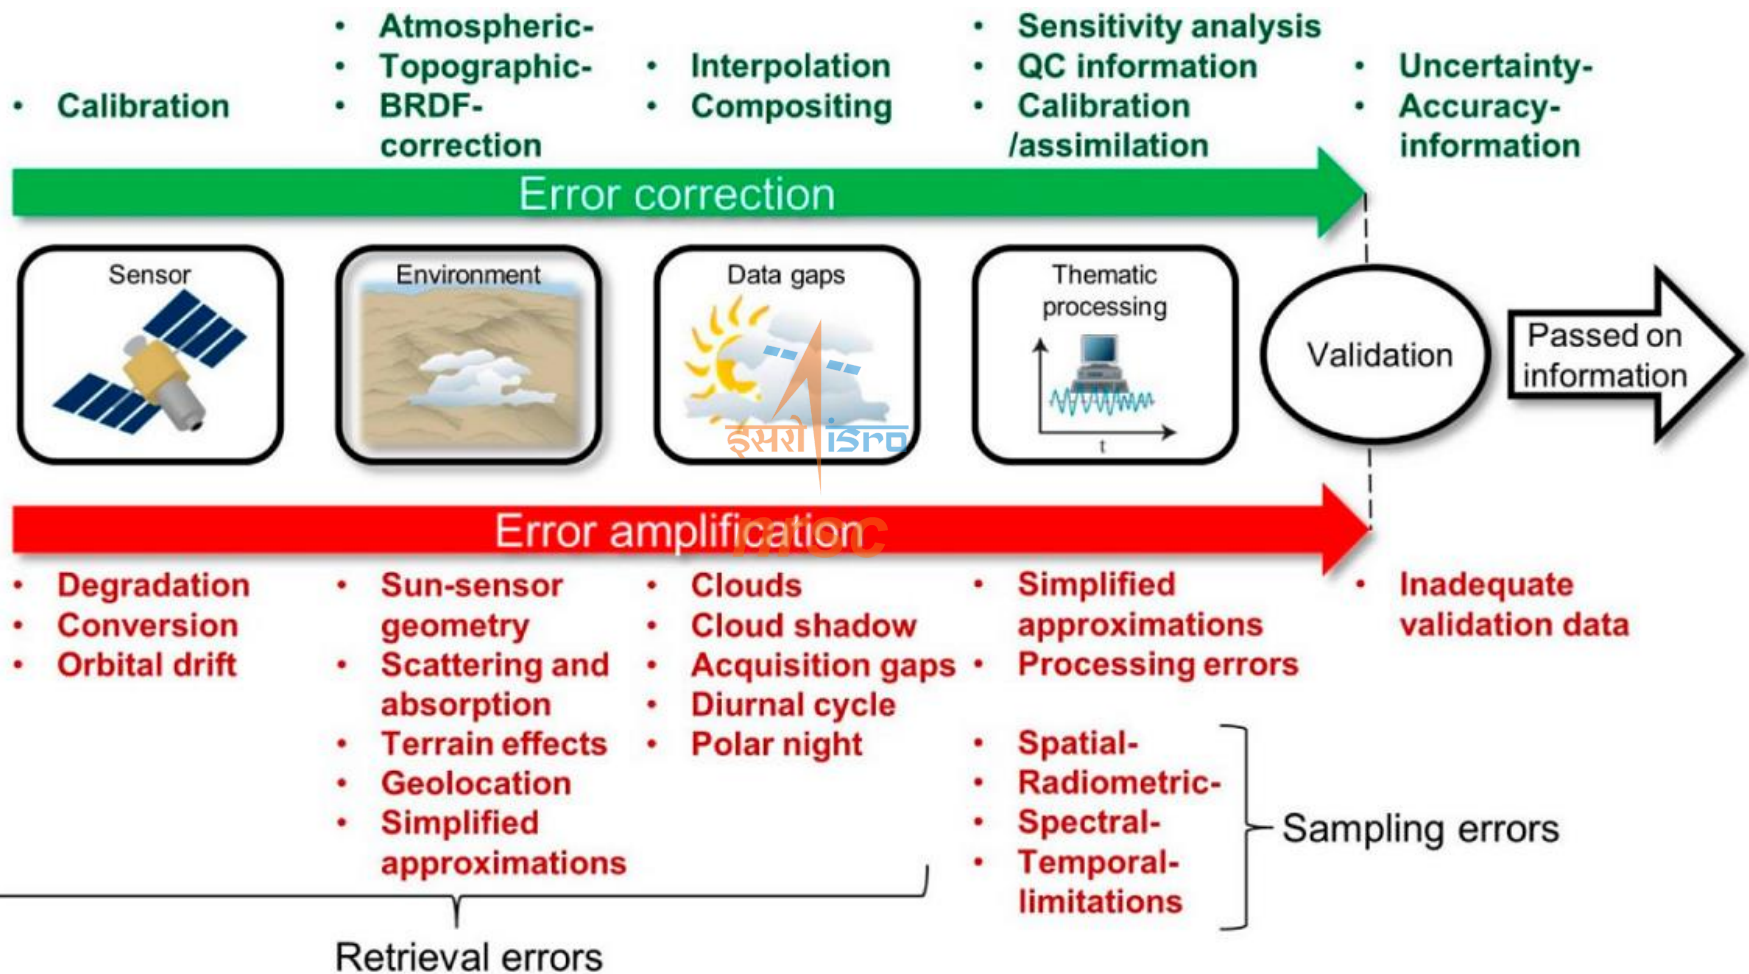 • Calibration
• Atmospheric-
• Topographic-
• BRDF-
correction
• Interpolation
• Compositing
• Sensitivity analysis
• QC information
• Calibration
/assimilation
• Uncertainty-
• Accuracy-
information
Error correction
Sensor
Environment
Data gaps
Thematic
processing
t
Validation
Passed on
information
इसरो isro
nrsc
Error amplification
• Degradation
• Conversion
• Orbital drift
• Sun-sensor
geometry
• Scattering and
absorption
• Terrain effects
• Geolocation
• Simplified
approximations
• Clouds
• Cloud shadow
• Acquisition gaps
• Diurnal cycle
• Polar night
• Simplified
approximations
• Processing errors
• Spatial-
• Radiometric-
• Spectral-
• Temporal-
limitations
• Inadequate
validation data
Sampling errors
Retrieval errors